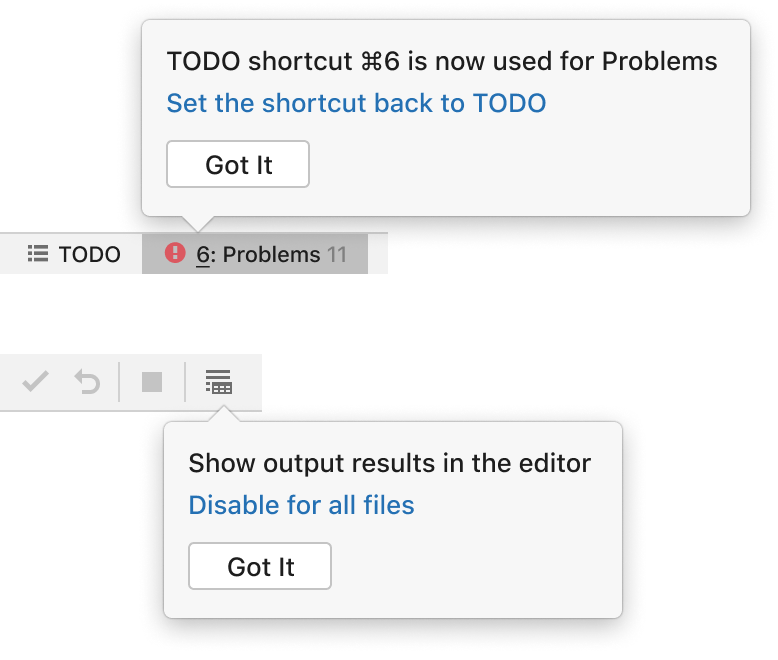 TODO shortcut ⌘6 is now used for Problems
Set the shortcut back to TODO
Got It
TODO 6: Problems 11
Show output results in the editor
Disable for all files
Got It